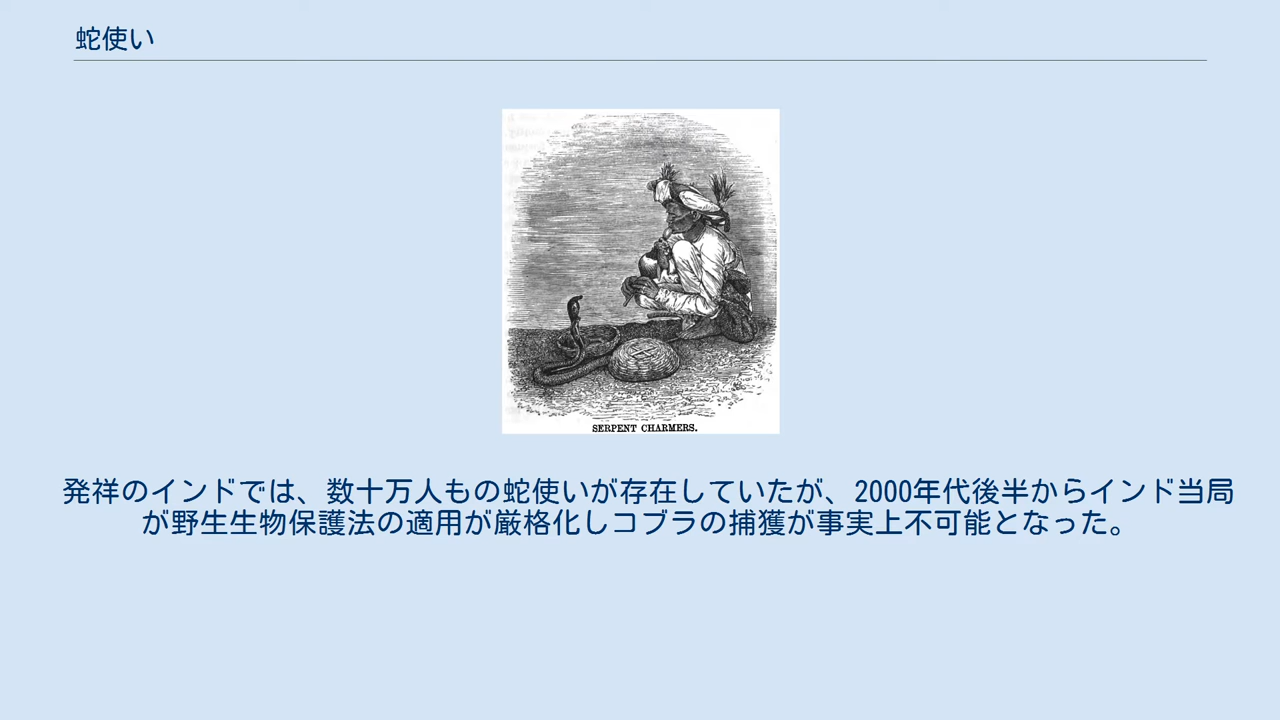 蛇使い
SERPENT CHARMERS.
発祥のインドでは、数十万人もの蛇使いが存在していたが、2000年代後半からインド当局
が野生生物保護法の適用が厳格化しコブラの捕獲が事実上不可能となった。